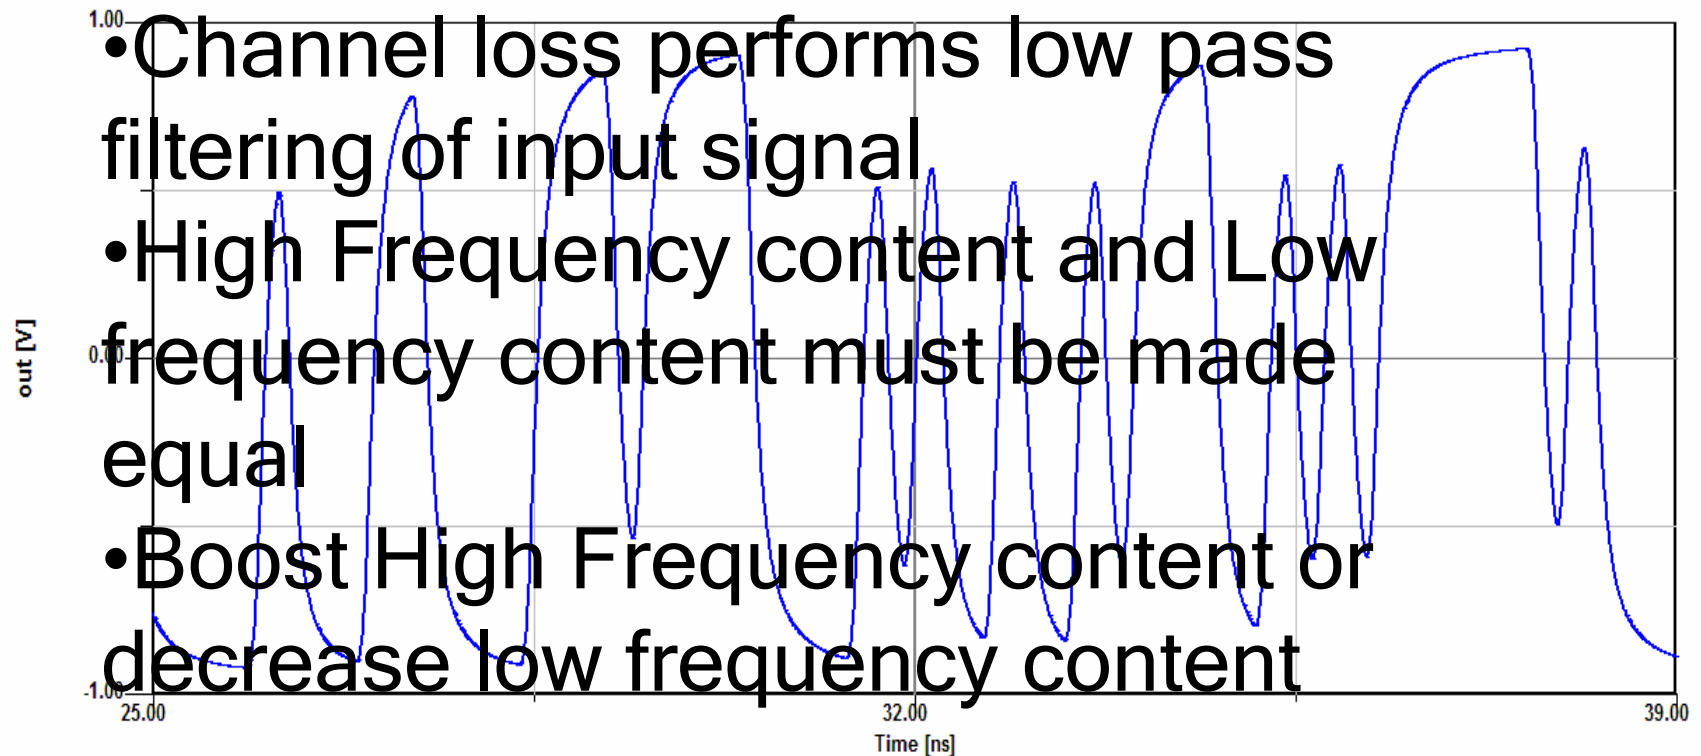 1.00
•Channel loss performs low pass
filtering of input signal
•High Frequency content and Low
frequency content must be made
equal
•Boost High Frequency content or
decrease low frequency content
out [V]
0.00
-1.00
25.00
32.00
39.00
Time [ns]